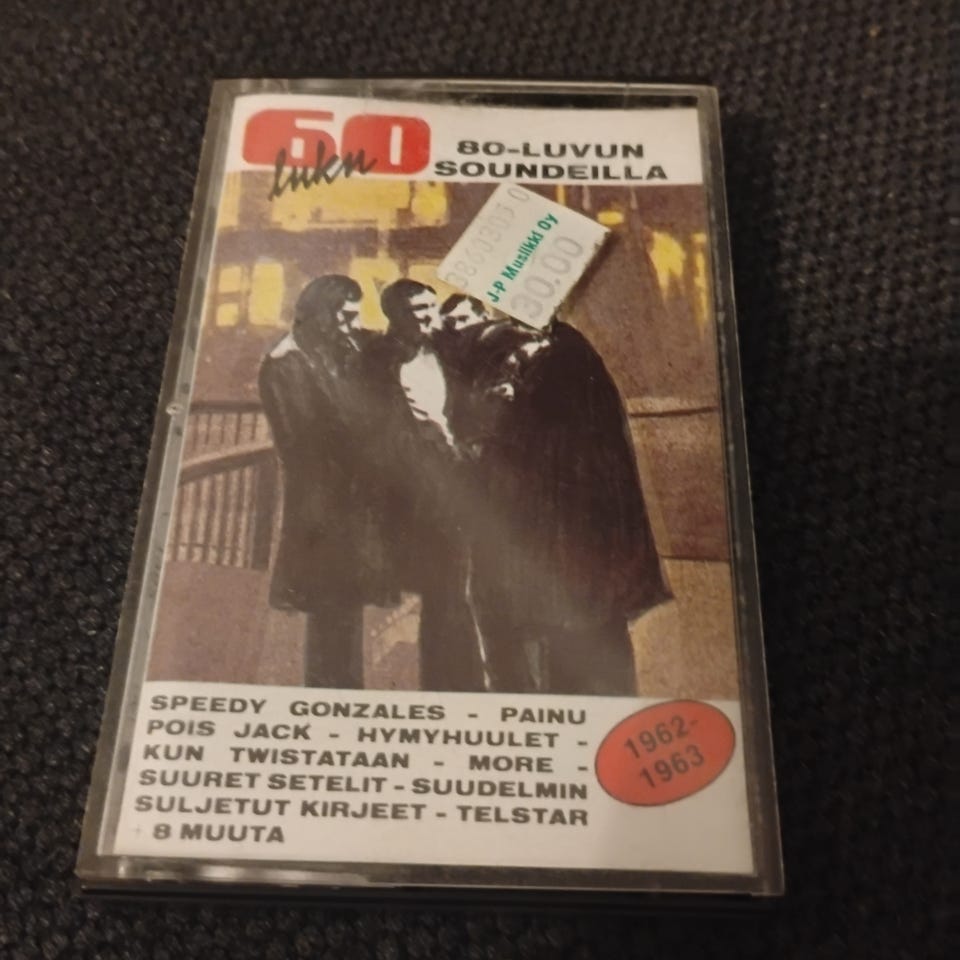 60
luku
80-LUVUN
SOUNDEILLA
J-P Musiikki Oy
30.00
SPEEDY GONZALES - PAINU
POIS JACK - HYMYHUULET -
KUN TWISTATAAN - MORE -
SUURET SETELIT - SUUDELMIN
SULJETUT KIRJEET - TELSTAR
+ 8 MUUTA
1962-
1963